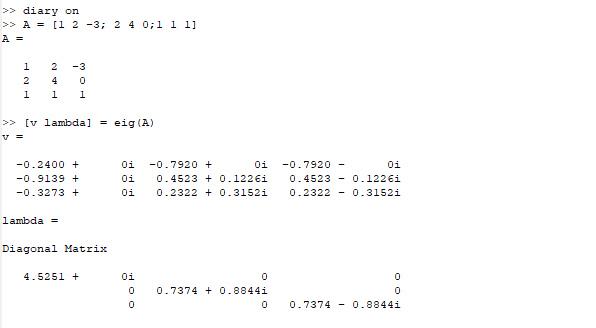 >> diary on
>> A = [1 2 -3; 2 4 0;1 1 1]
A =
1 2 -3
2 4 0
1 1 1
>> [v lambda] = eig(A)
v =
-0.2400 + 0i -0.7920 + 0i -0.7920 - 0i
-0.9139 + 0i 0.4523 + 0.1226i 0.4523 - 0.1226i
-0.3273 + 0i 0.2322 + 0.3152i 0.2322 - 0.3152i
lambda =
Diagonal Matrix
4.5251 + 0i 0 0
0 0.7374 + 0.8844i 0
0 0 0.7374 - 0.8844i